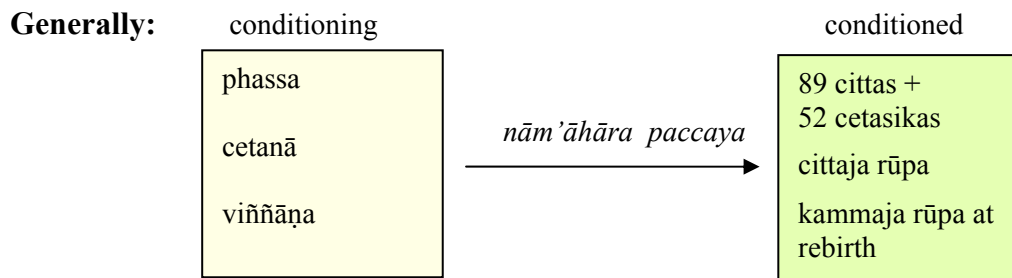 Generally: conditioning conditioned
phassa
cetanā
viññāṇa
nām’āhāra paccaya
89 cittas +
52 cetasikas
cittaja rūpa
kammaja rūpa at
rebirth